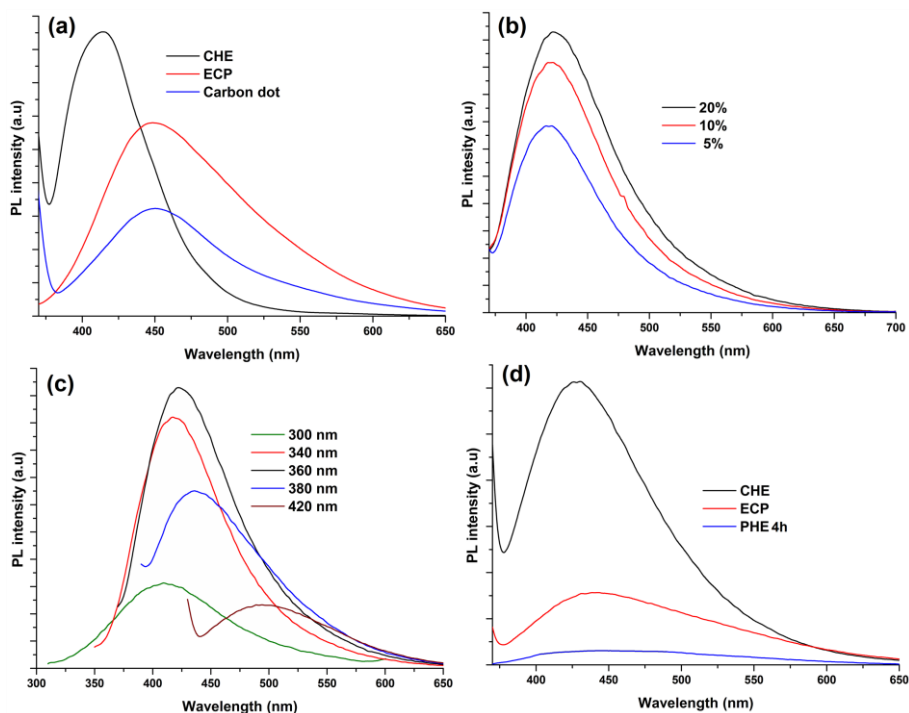 (a)
CHE
ECP
Carbon dot
PL intensity (a.u)
400 450 500 550 600 650
Wavelength (nm)
(b)
20%
10%
5%
PL intesity (a.u)
400 450 500 550 600 650 700
Wavelength (nm)
(c)
300 nm
340 nm
360 nm
380 nm
420 nm
PL intensity (a.u)
300 350 400 450 500 550 600 650
Wavelength (nm)
(d)
CHE
ECP
PHE 4h
PL intensity (a.u)
400 450 500 550 600 650
Wavelength (nm)